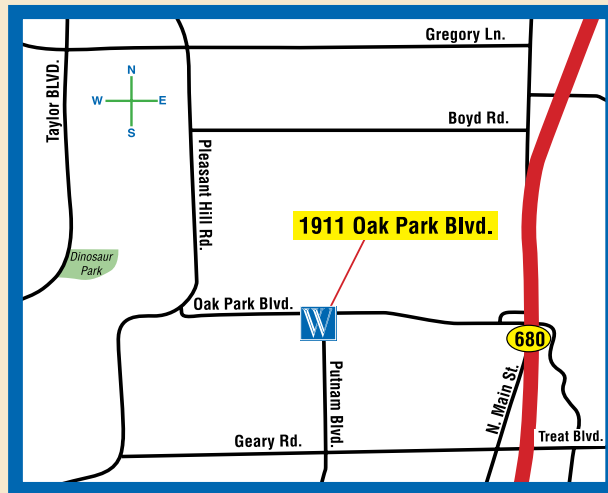 Gregory Ln.
Taylor BLVD.
N
W
E
S
Boyd Rd.
Pleasant Hill Rd.
1911 Oak Park Blvd.
Dinosaur
Park
Oak Park Blvd.
W
680
Putnam Blvd.
N. Main St.
Geary Rd.
Treat Blvd.